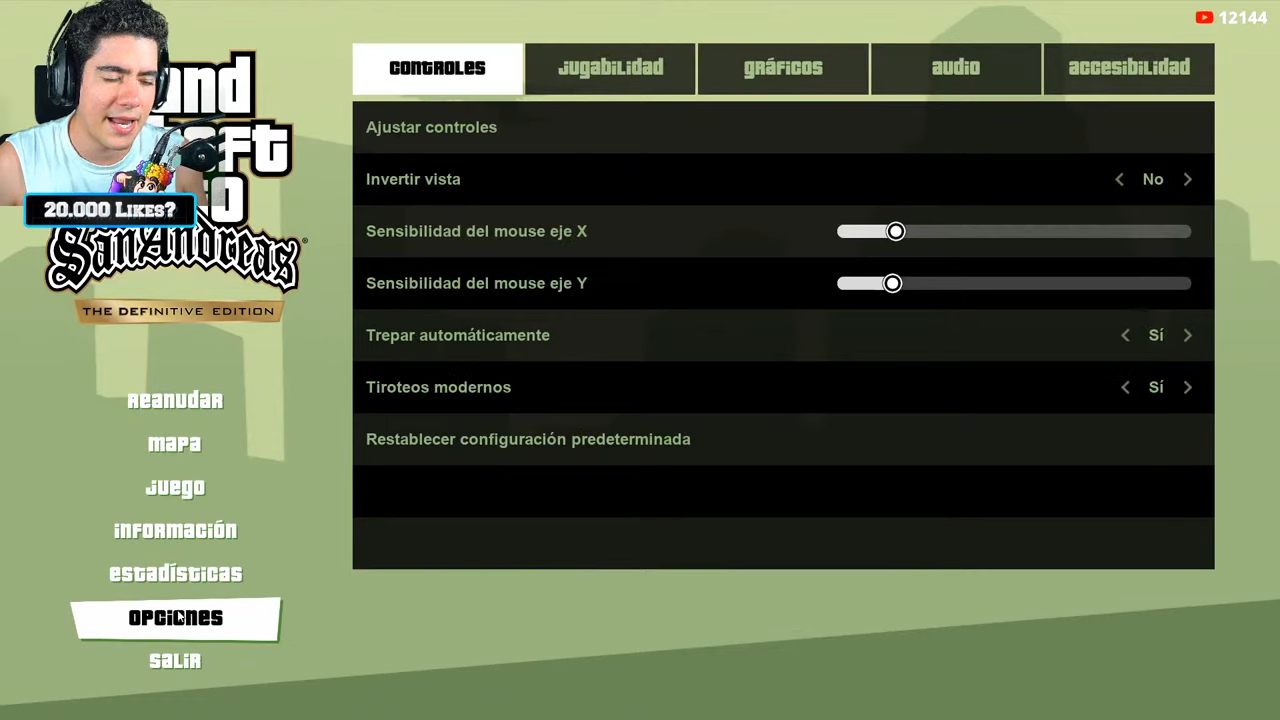 12144
and
eft
o
San Andreas
THE DEFINITIVE EDITION
20.000 LIKES?
Reanudar
mapa
juego
información
estadísticas
opciones
salir
controles
jugabilidad
gráficos
audio
accesibilidad
Ajustar controles
Invertir vista
No
Sensibilidad del mouse eje X
Sensibilidad del mouse eje Y
Trepar automáticamente
Sí
Tiroteos modernos
Sí
Restablecer configuración predeterminada